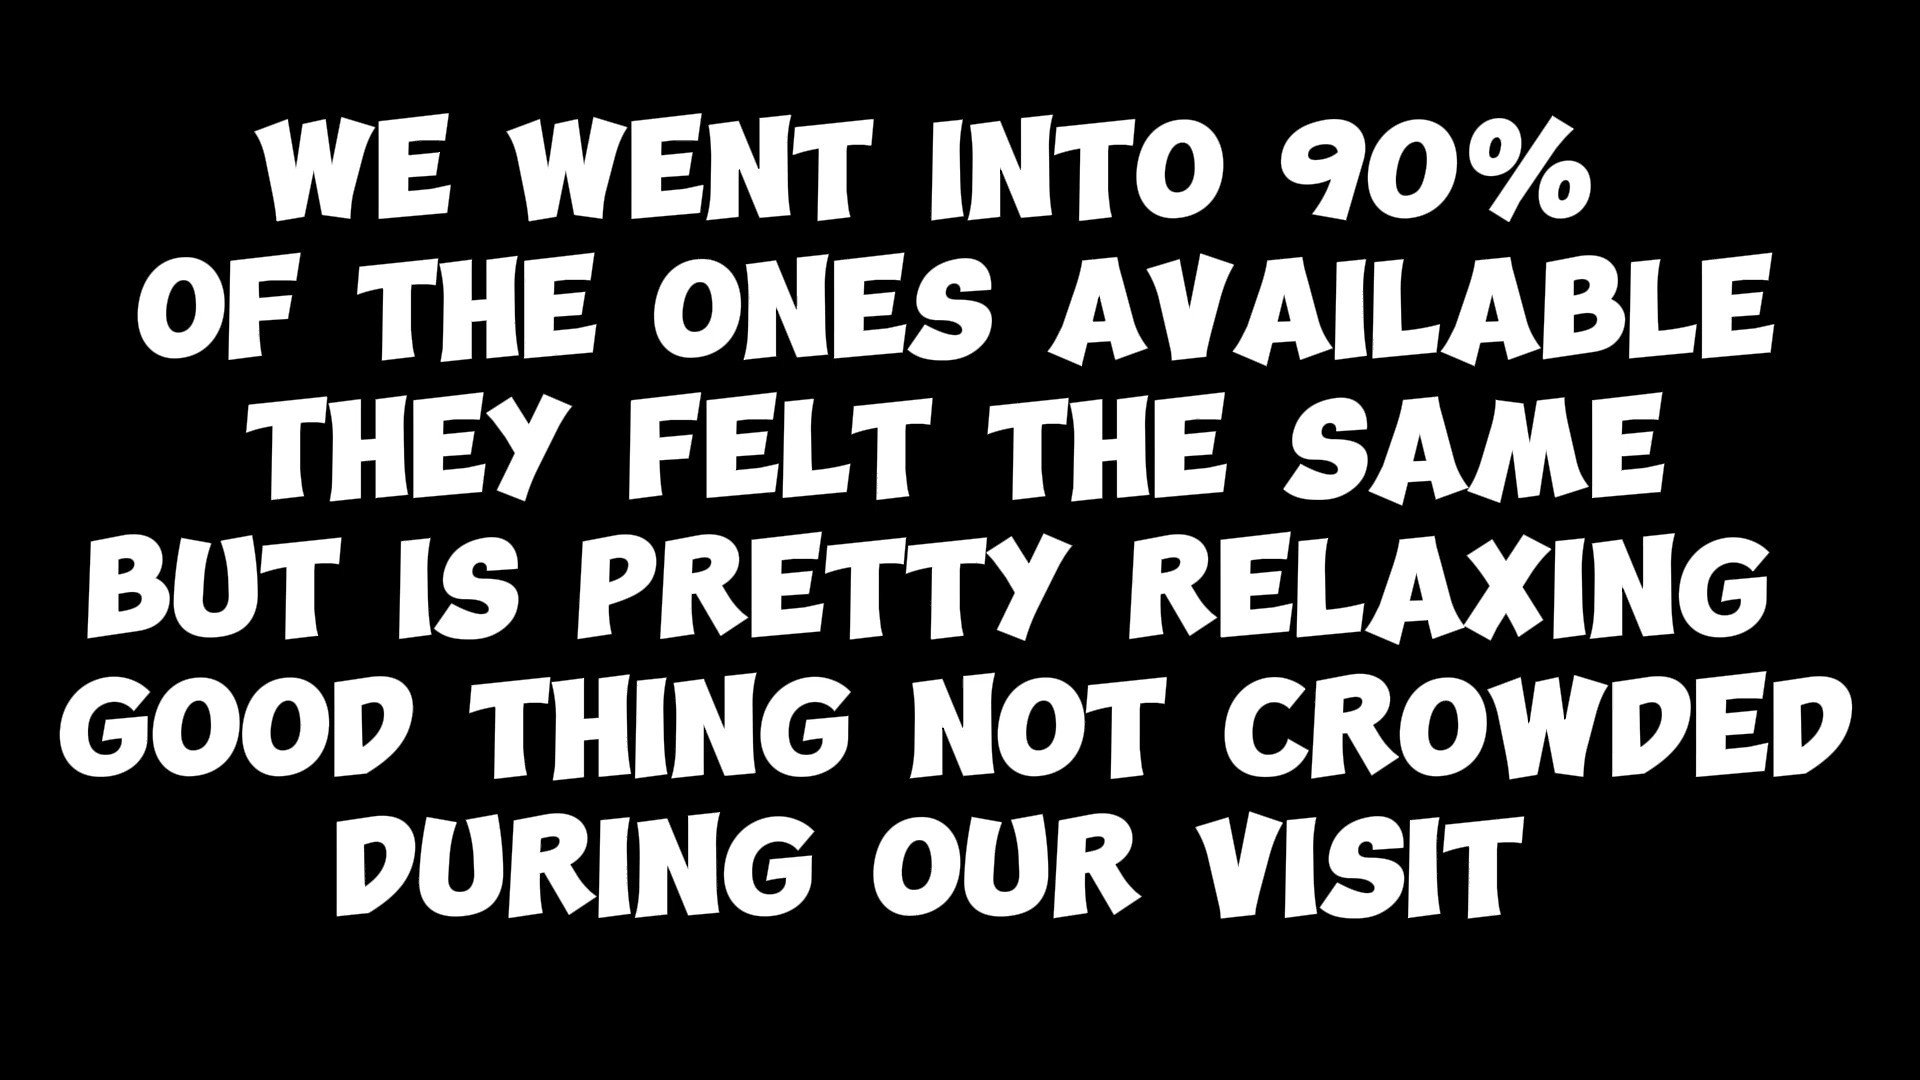 WE WENT INTO 90%
OF THE ONES AVAILABLE
THEY FELT THE SAME
BUT IS PRETTY RELAXING
GOOD THING NOT CROWDED
DURING OUR VISIT